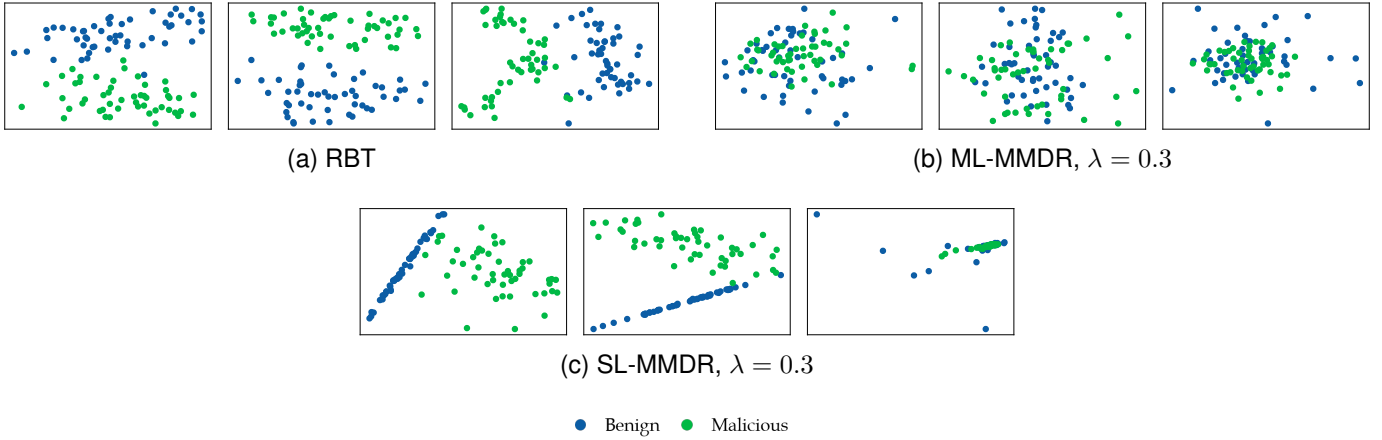 (a) RBT
(b) ML-MMDR, λ = 0.3
(c) SL-MMDR, λ = 0.3
Benign Malicious